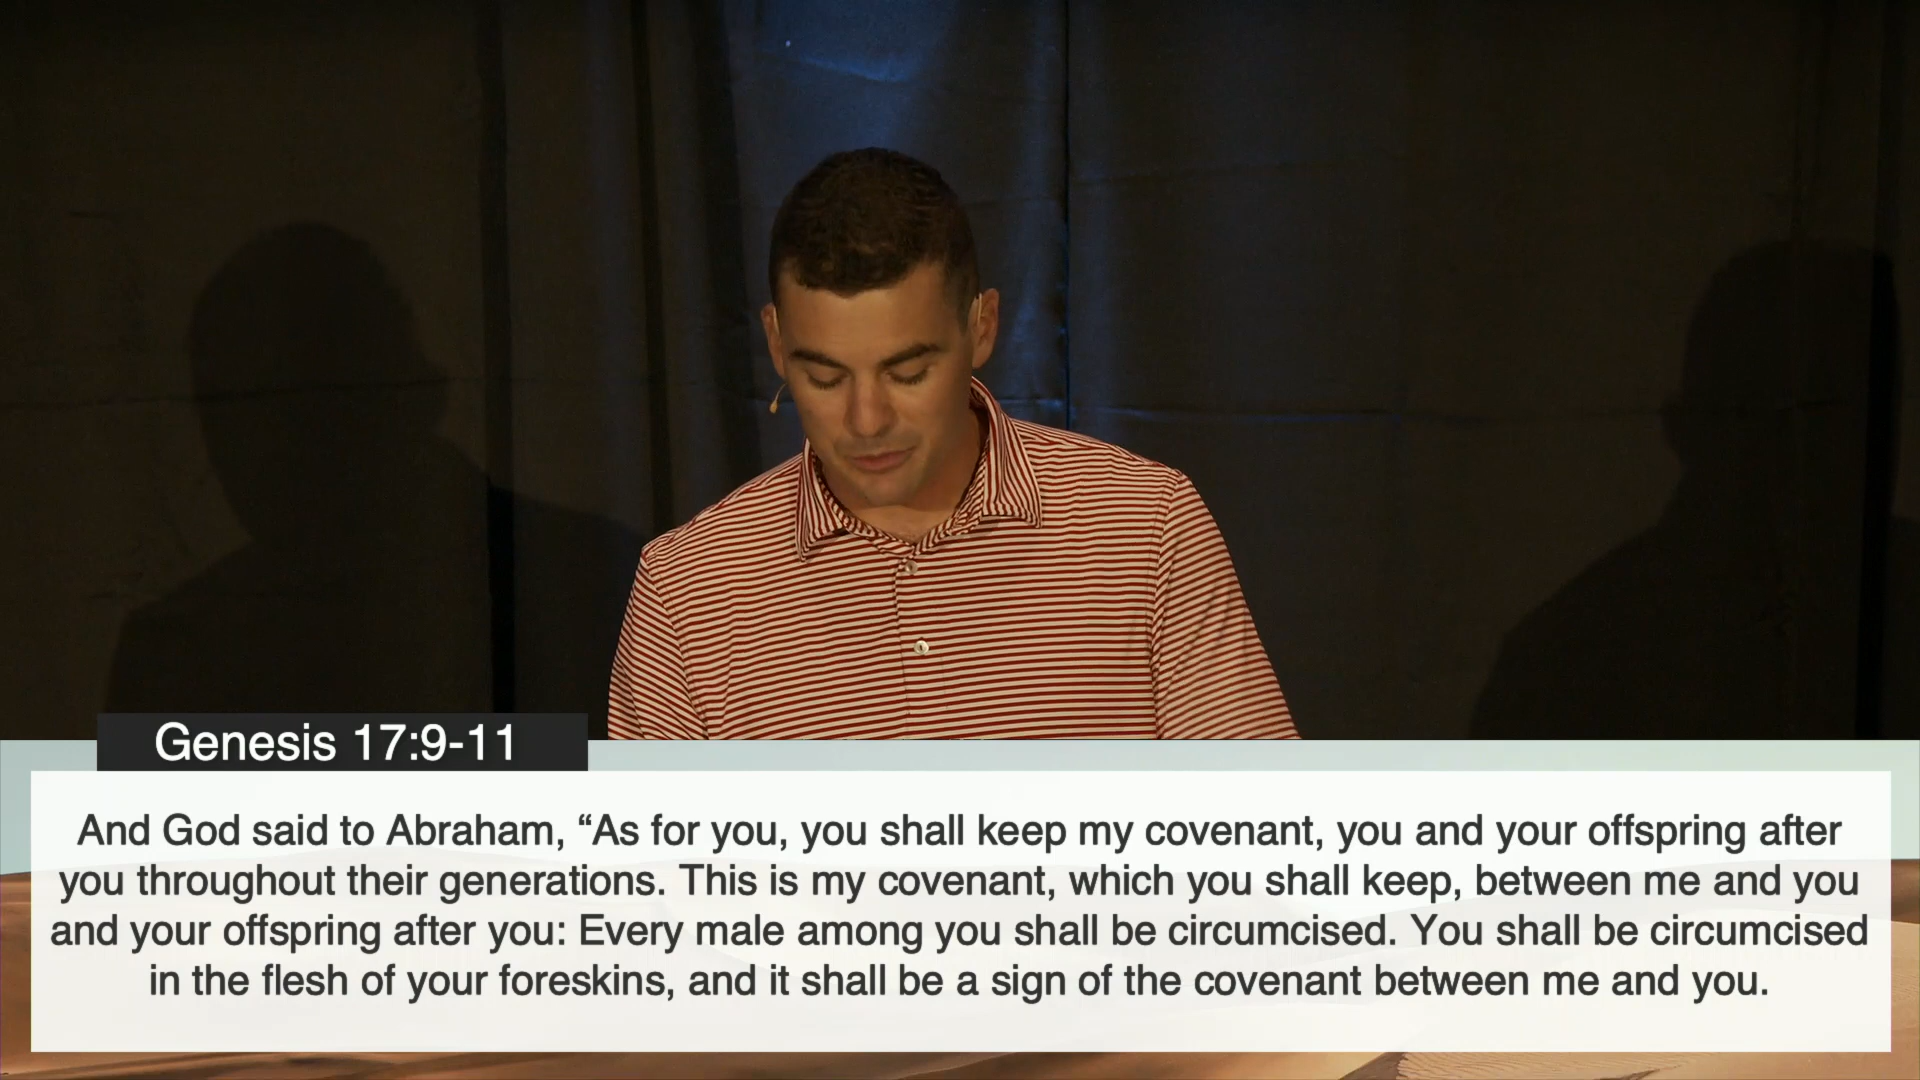 Genesis 17:9-11
And God said to Abraham, “As for you, you shall keep my covenant, you and your offspring after
you throughout their generations. This is my covenant, which you shall keep, between me and you
and your offspring after you: Every male among you shall be circumcised. You shall be circumcised
in the flesh of your foreskins, and it shall be a sign of the covenant between me and you.